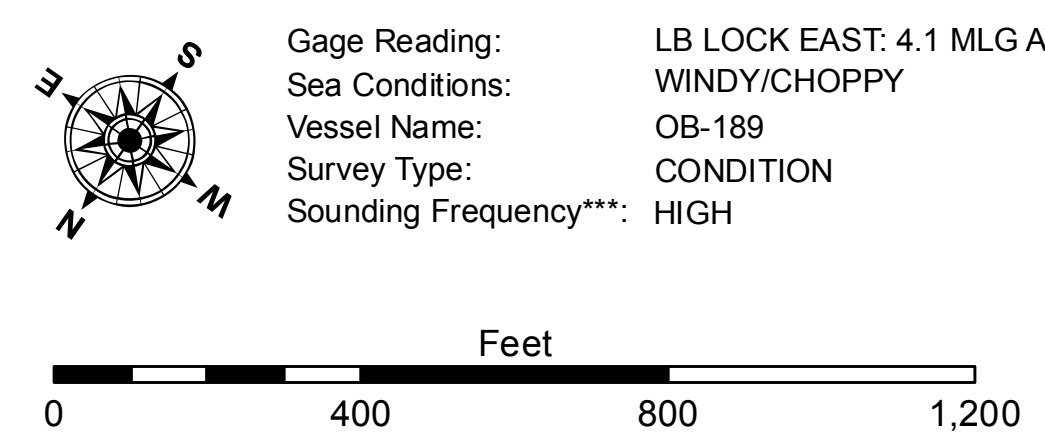 S
E
W
N
Gage Reading: LB LOCK EAST: 4.1 MLG A
Sea Conditions: WINDY/CHOPPY
Vessel Name: OB-189
Survey Type: CONDITION
Sounding Frequency***: HIGH
Feet
0 400 800 1,200